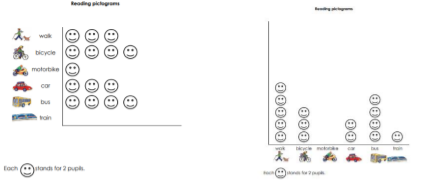 Reading pictograms
walk
bicycle
motorbike
car
bus
train
Each stands for 2 pupils.
Reading pictograms
walk bicycle motorbike car bus train
Each stands for 2 pupils.